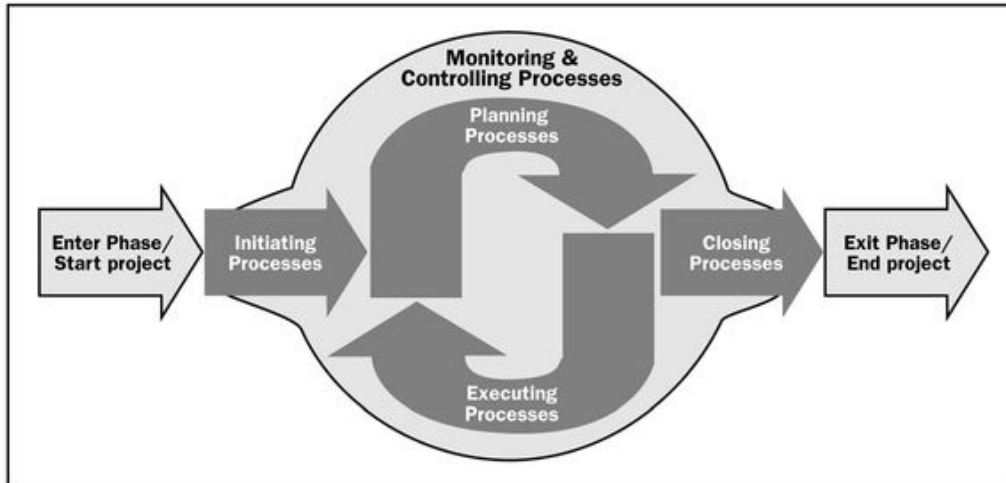 Monitoring &
Controlling Processes
Planning
Processes
Enter Phase/
Start project
Initiating
Processes
Closing
Processes
Exit Phase/
End project
Executing
Processes